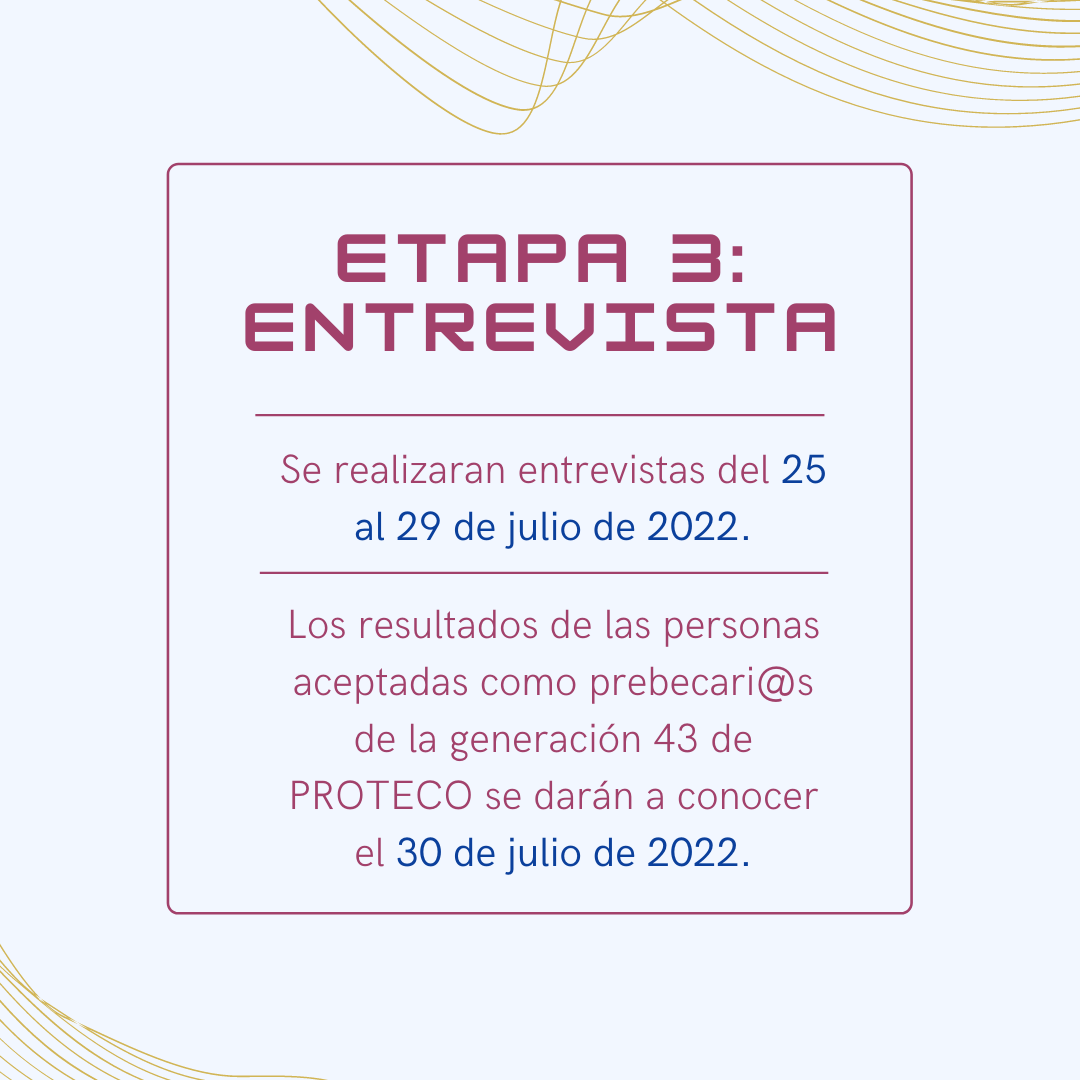 ETAPA 3:
ENTREVISTA
Se realizaran entrevistas del 25
al 29 de julio de 2022.
Los resultados de las personas
aceptadas como prebecari@s
de la generación 43 de
PROTECO se darán a conocer
el 30 de julio de 2022.